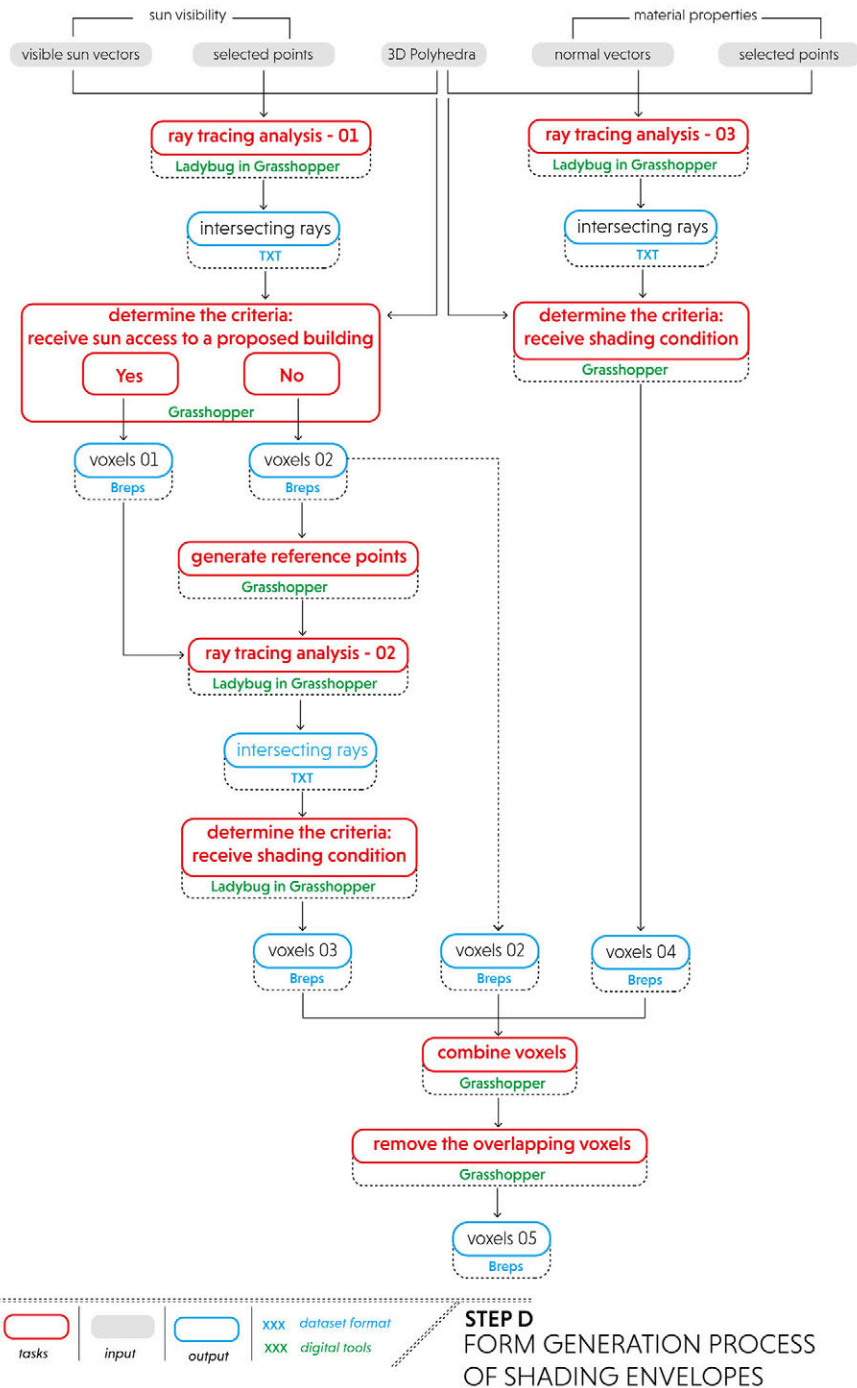 sun visibility
material properties
visible sun vectors
selected points
3D Polyhedra
normal vectors
selected points
ray tracing analysis - 01
Ladybug in Grasshopper
ray tracing analysis - 03
Ladybug in Grasshopper
intersecting rays
TXT
intersecting rays
TXT
determine the criteria:
receive sun access to a proposed building
Yes
No
Grasshopper
determine the criteria:
receive shading condition
Grasshopper
voxels 01
Breps
voxels 02
Breps
generate reference points
Grasshopper
ray tracing analysis - 02
Ladybug in Grasshopper
intersecting rays
TXT
determine the criteria:
receive shading condition
Ladybug in Grasshopper
voxels 03
Breps
voxels 02
Breps
voxels 04
Breps
combine voxels
Grasshopper
remove the overlapping voxels
Grasshopper
voxels 05
Breps
tasks
input
output
xxx dataset format
xxx digital tools
STEP D
FORM GENERATION PROCESS
OF SHADING ENVELOPES